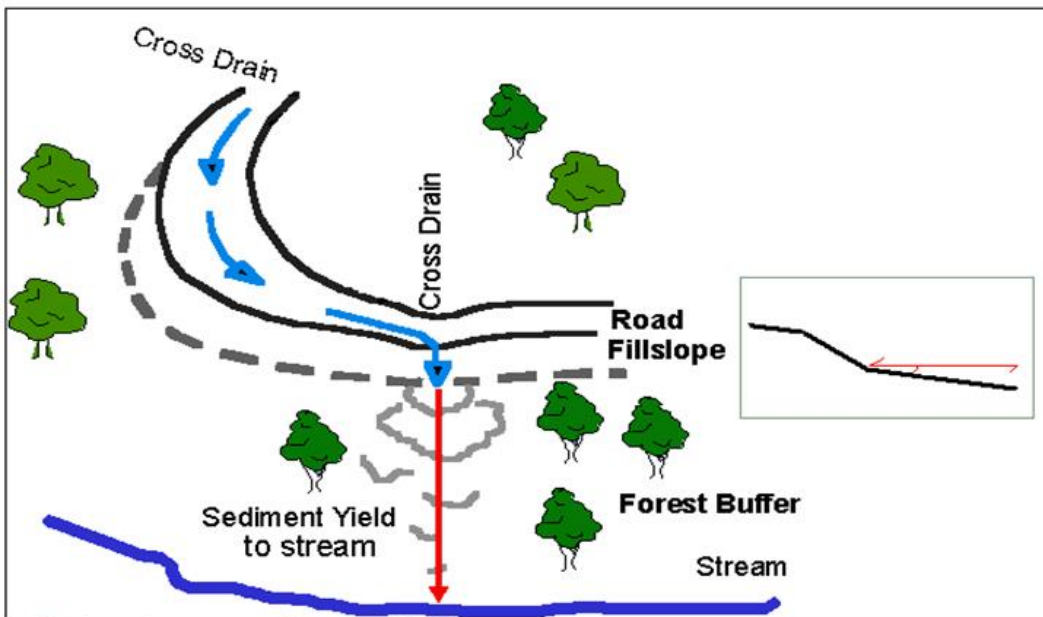 Cross Drain
Cross Drain
Road
Fillslope
Forest Buffer
Sediment Yield
to stream
Stream